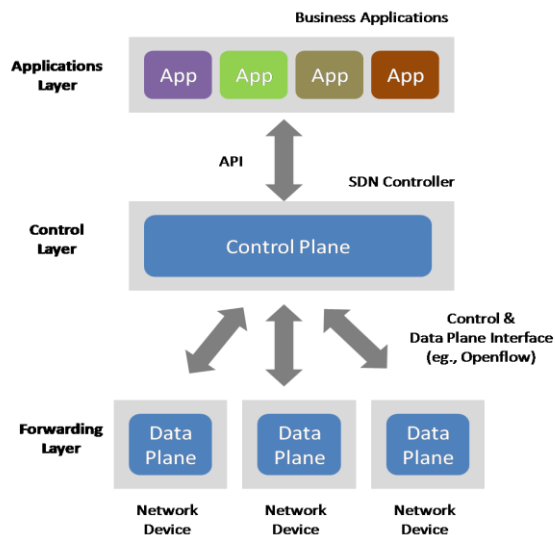 Business Applications
Applications
Layer
App App App App
API
SDN Controller
Control
Layer
Control Plane
Control &
Data Plane Interface
(eg., Openflow)
Forwarding
Layer
Data Data Data
Plane Plane Plane
Network Network Network
Device Device Device